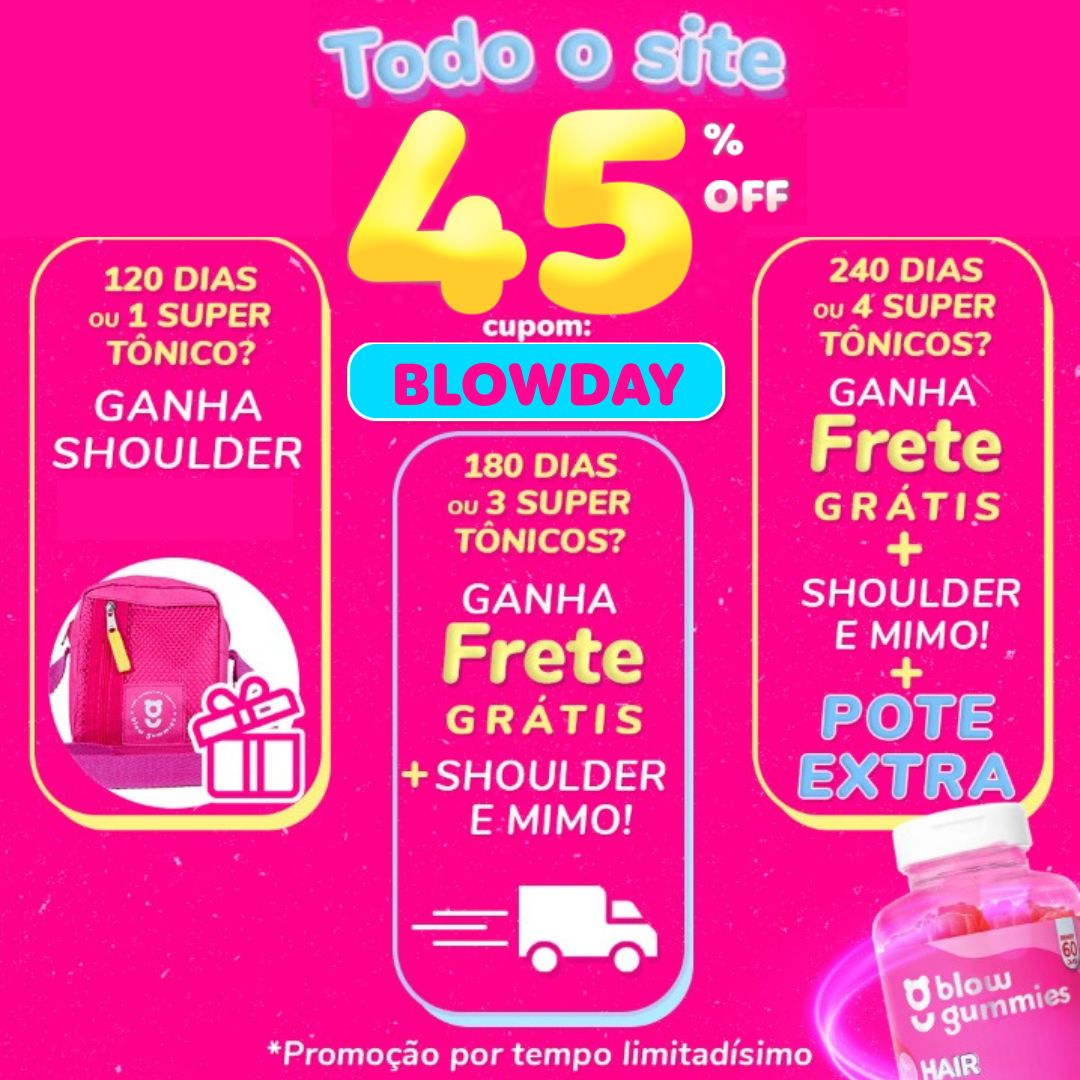 Todo o site
45
%
OFF
cupom:
BLOWDAY
120 DIAS
OU 1 SUPER
TÔNICO?
GANHA
SHOULDER
180 DIAS
OU 3 SUPER
TÔNICOS?
GANHA
Frete
GRÁTIS
+ SHOULDER
E MIMO!
240 DIAS
OU 4 SUPER
TÔNICOS?
GANHA
Frete
GRÁTIS
+
SHOULDER
E MIMO!
+
POTE
EXTRA
blow
gummies
HAIR
60
*Promoção por tempo limitadísimo